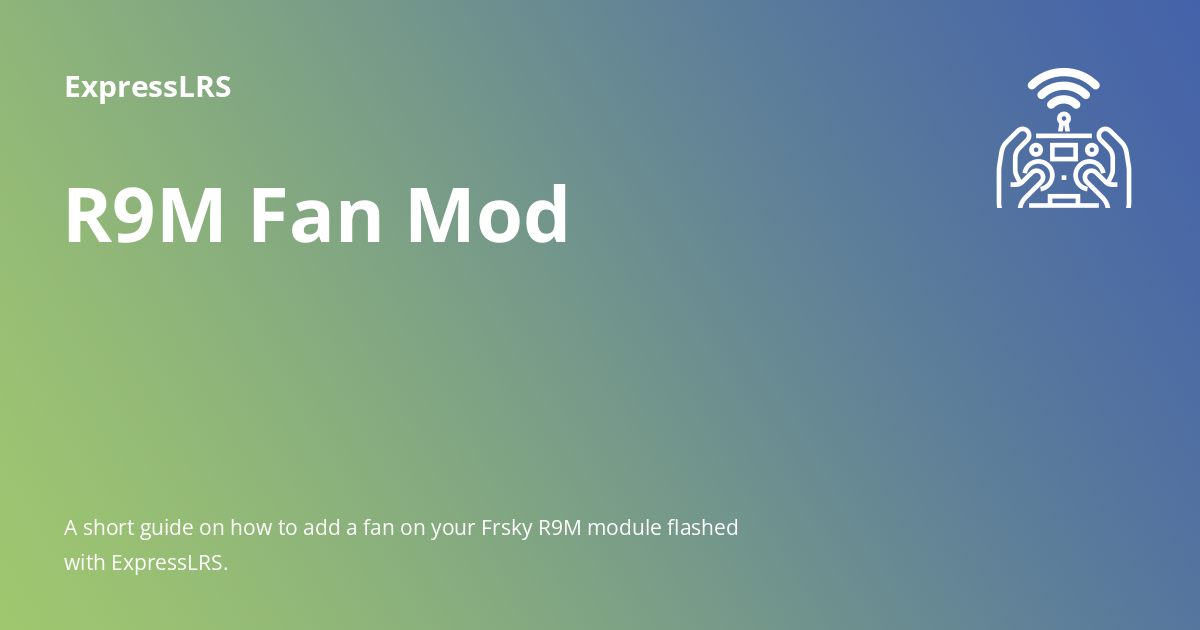 ExpressLRS
R9M Fan Mod
A short guide on how to add a fan on your Frsky R9M module flashed
with ExpressLRS.